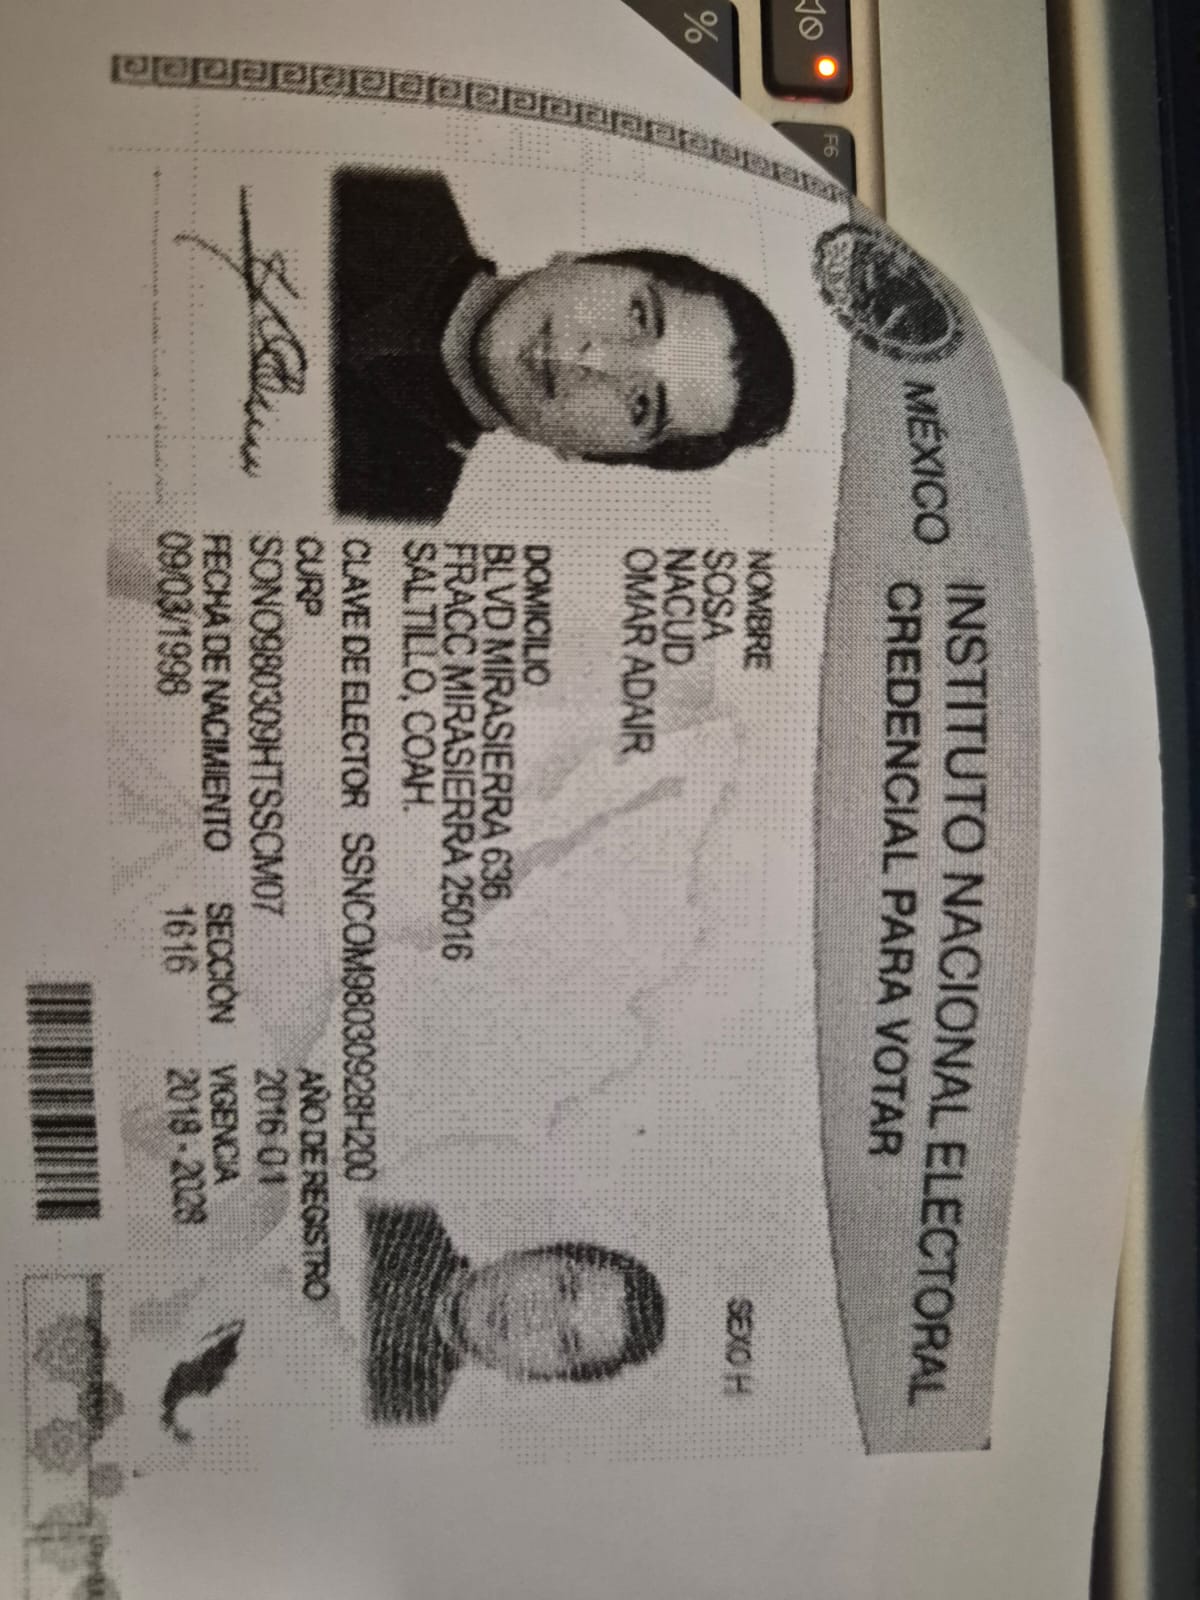 MÉXICO
INSTITUTO NACIONAL ELECTORAL
CREDENCIAL PARA VOTAR
NOMBRE
SOSA
NACUD
OMAR ADAIR
SEXO H
DOMICILIO
BLVD MIRASIERRA 636
FRACC MIRASIERRA 25016
SALTILLO, COAH.
CLAVE DE ELECTOR SSNCOM98030928H200
CURP
SONO980309HTSSCM07
AÑO DE REGISTRO
2016 01
FECHA DE NACIMIENTO
09/03/1998
SECCIÓN
1616
VIGENCIA
2018 - 2028
%
F6